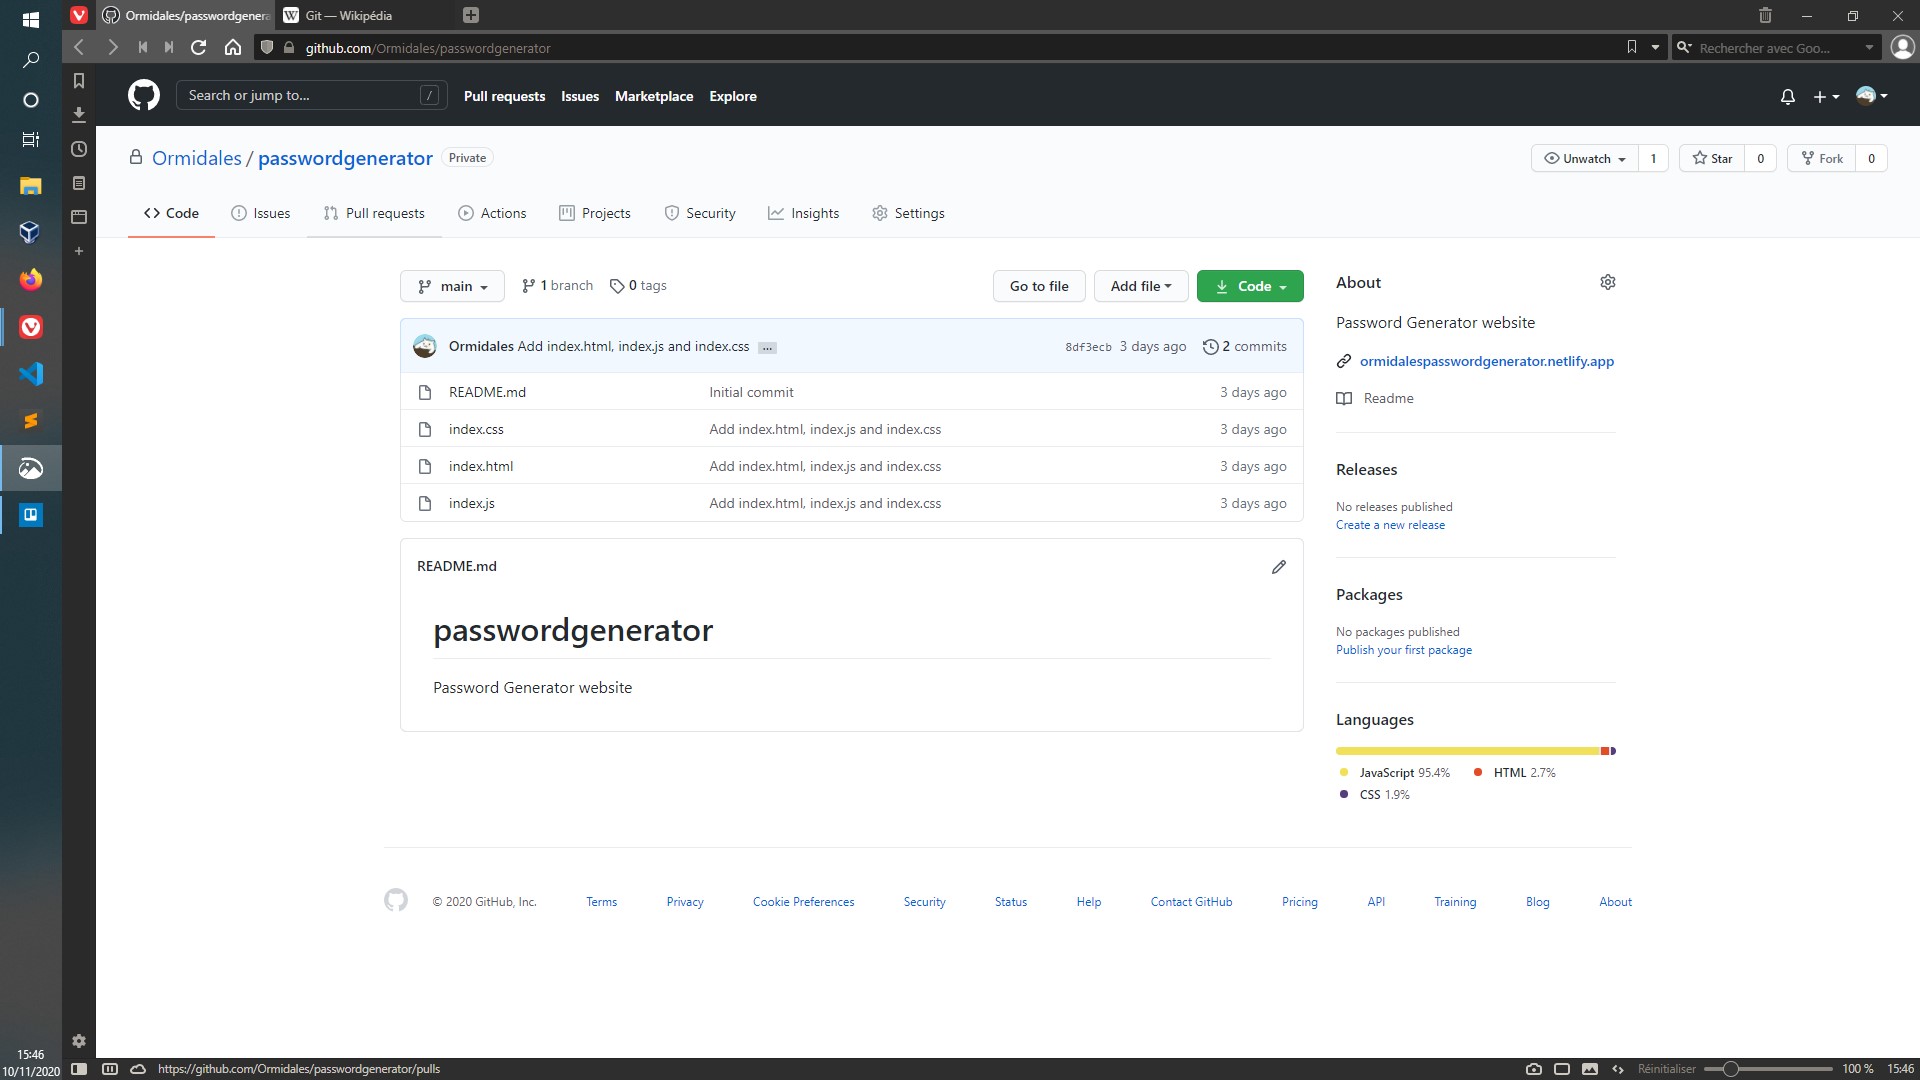 Ormidales/passwordgenera
Git — Wikipédia
github.com/Ormidales/passwordgenerator
Rechercher avec Goo...
Search or jump to...
/
Pull requests
Issues
Marketplace
Explore
Ormidales / passwordgenerator
Private
Unwatch
1
Star
0
Fork
0
Code
Issues
Pull requests
Actions
Projects
Security
Insights
Settings
main
1 branch
0 tags
Go to file
Add file
Code
Ormidales Add index.html, index.js and index.css
...
8df3ecb 3 days ago
2 commits
README.md
Initial commit
3 days ago
index.css
Add index.html, index.js and index.css
3 days ago
index.html
Add index.html, index.js and index.css
3 days ago
index.js
Add index.html, index.js and index.css
3 days ago
README.md
passwordgenerator
Password Generator website
About
Password Generator website
ormidalespasswordgenerator.netlify.app
Readme
Releases
No releases published
Create a new release
Packages
No packages published
Publish your first package
Languages
JavaScript 95.4%
HTML 2.7%
CSS 1.9%
© 2020 GitHub, Inc.
Terms
Privacy
Cookie Preferences
Security
Status
Help
Contact GitHub
Pricing
API
Training
Blog
About
15:46
10/11/2020
https://github.com/Ormidales/passwordgenerator/pulls
Réinitialiser
100 %
15:46